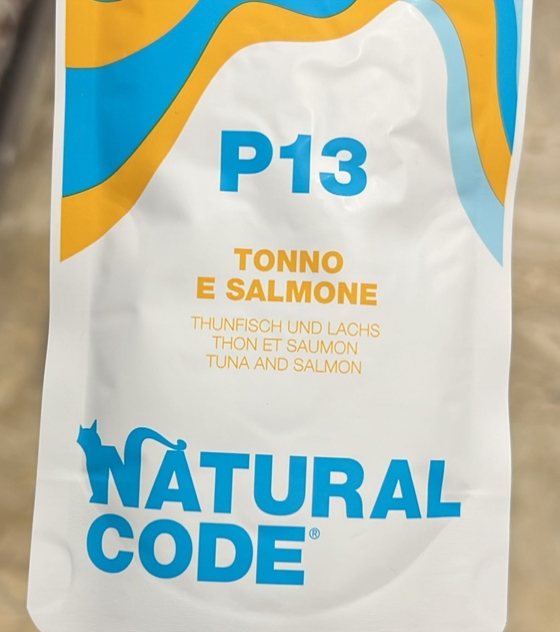 P13
TONNO
E SALMONE
THUNFISCH UND LACHS
THON ET SAUMON
TUNA AND SALMON
NATURAL
CODE®